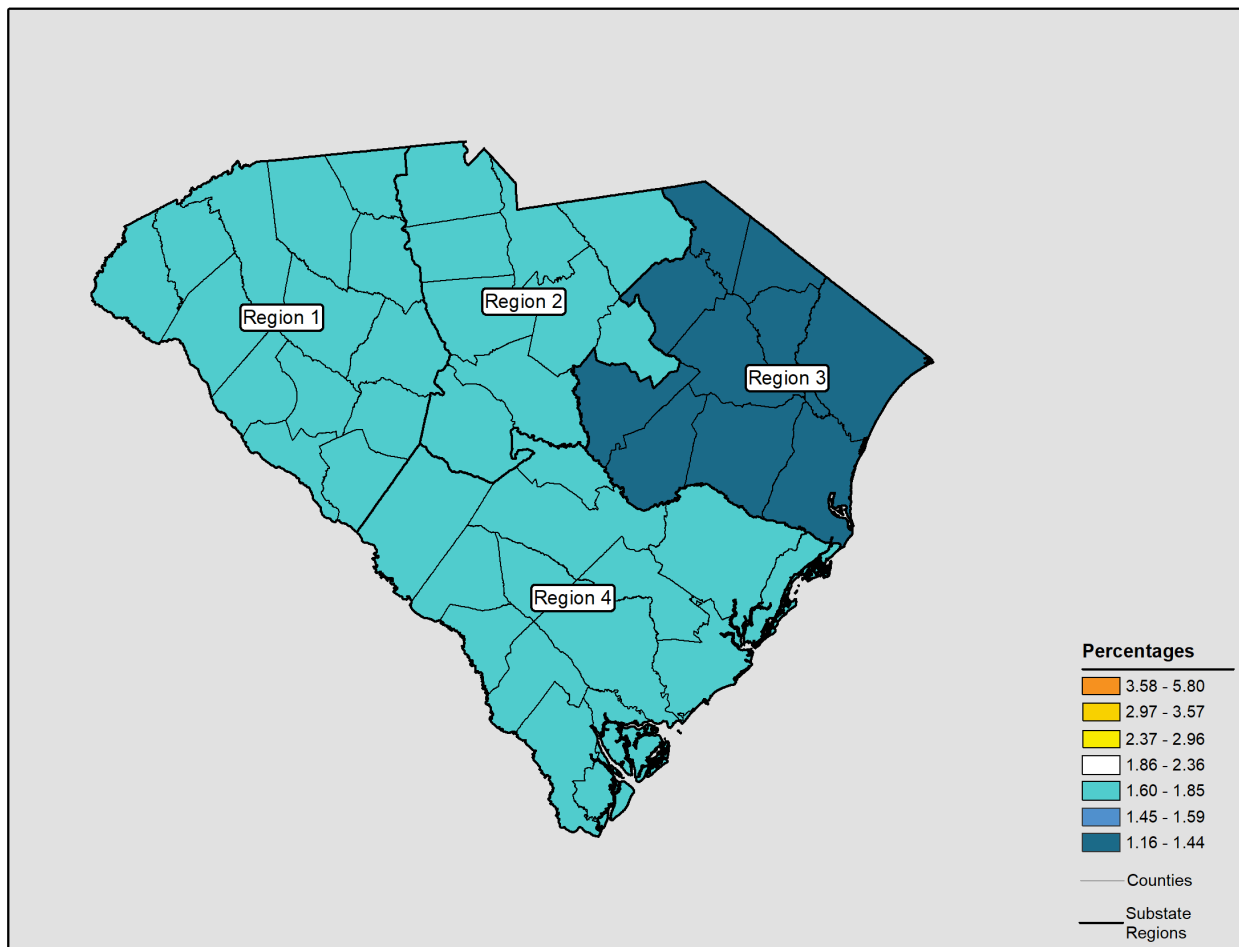 Region 1
Region 2
Region 3
Region 4
Percentages
3.58 - 5.80
2.97 - 3.57
2.37 - 2.96
1.86 - 2.36
1.60 - 1.85
1.45 - 1.59
1.16 - 1.44
Counties
Substate
Regions